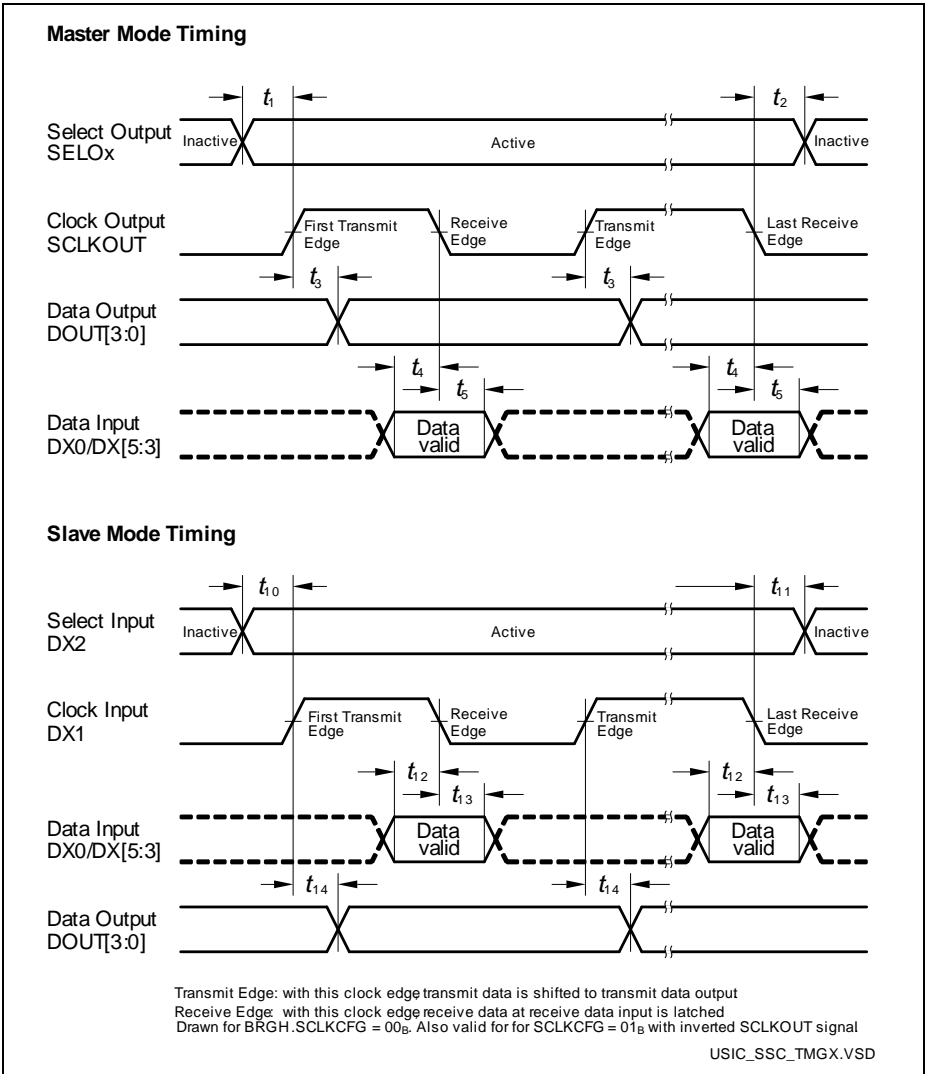 Master Mode Timing
t1
t2
Select Output
SELOx
Inactive
Active
Inactive
Clock Output
SCLKOUT
First Transmit
Edge
Receive
Edge
Transmit
Edge
Last Receive
Edge
t3
t3
Data Output
DOUT[3:0]
t4
t5
t4
t5
Data Input
DX0/DX[5:3]
Data
valid
Data
valid
Slave Mode Timing
t10
t11
Select Input
DX2
Inactive
Active
Inactive
Clock Input
DX1
First Transmit
Edge
Receive
Edge
Transmit
Edge
Last Receive
Edge
t12
t13
t12
t13
Data Input
DX0/DX[5:3]
Data
valid
Data
valid
t14
t14
Data Output
DOUT[3:0]
Transmit Edge: with this clock edge, transmit data is shifted to transmit data output
Receive Edge: with this clock edge, receive data at receive data input is latched
Drawn for BRGH.SCLKCFG = 00B. Also valid for for SCLKCFG = 01B with inverted SCLKOUT signal.
USIC_SSC_TMGX.VSD